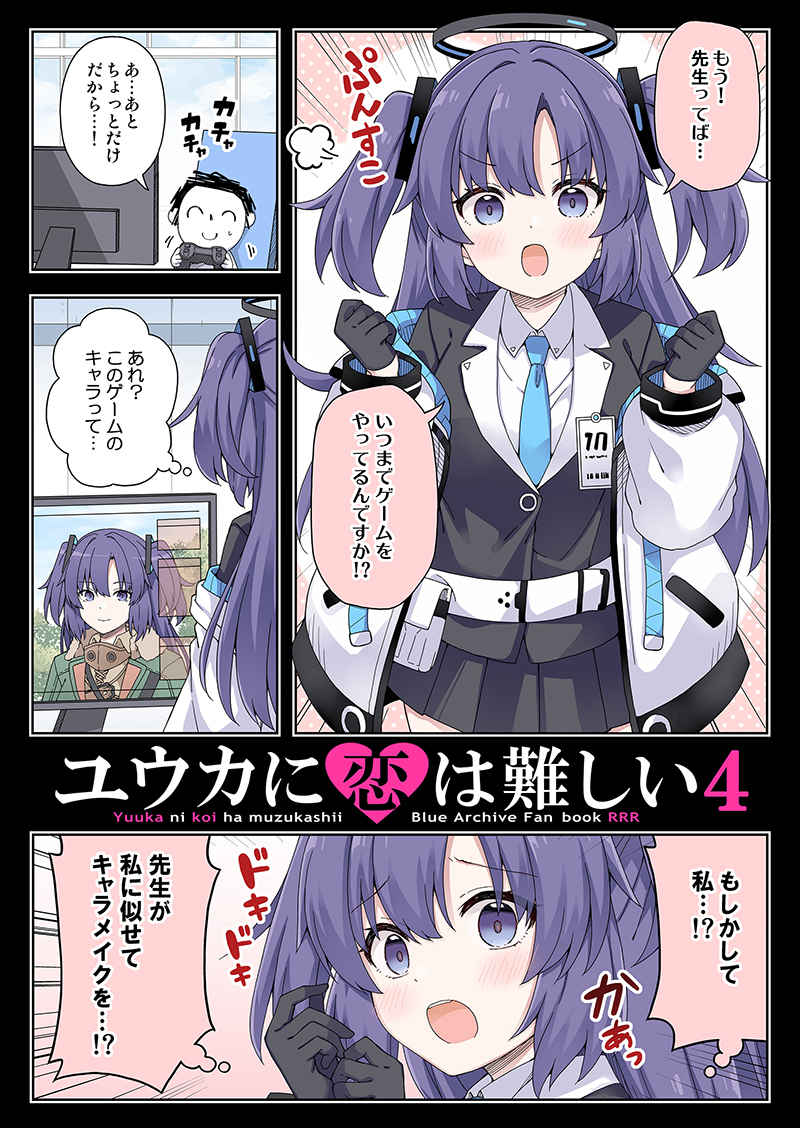 もう!
先生ってば…
ぷんすこ
いつまでゲームを
やってるんですか!?
あ…あと
ちょっとだけ
だから…!
カチャ
カチャ
あれ?
このゲームの
キャラって…
ユウカに恋は難しい4
Yuuka ni koi ha muzukashii
Blue Archive Fan book RRR
もしかして
私…!?
かぁっ
ドキ
ドキ
先生が
私に似せて
キャラメイクを…!?